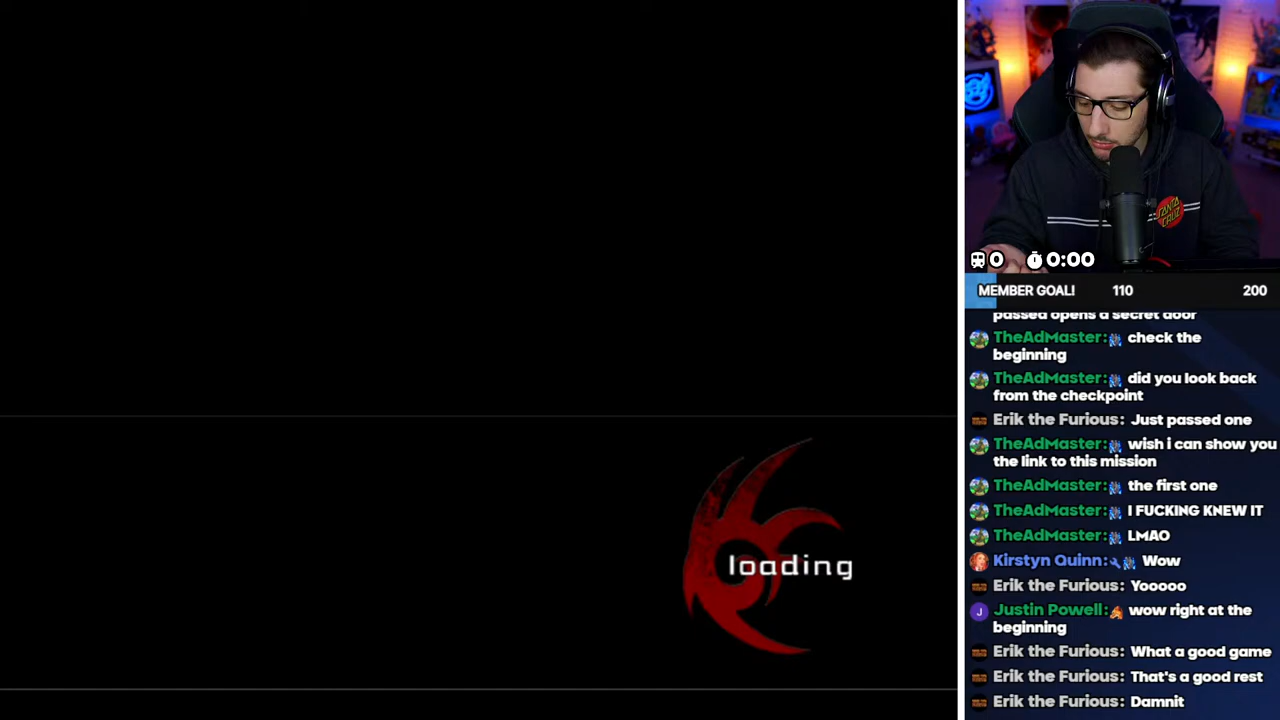 loading
SANTA
CRUZ
0 0:00
MEMBER GOAL! 110 200
passed opens a secret door
TheAdMaster: check the
beginning
TheAdMaster: did you look back
from the checkpoint
Erik the Furious: Just passed one
TheAdMaster: wish i can show you
the link to this mission
TheAdMaster: the first one
TheAdMaster: I FUCKING KNEW IT
TheAdMaster: LMAO
Kirstyn Quinn: Wow
Erik the Furious: Yooooo
J Justin Powell: wow right at the
beginning
Erik the Furious: What a good game
Erik the Furious: That's a good rest
Erik the Furious: Damnit